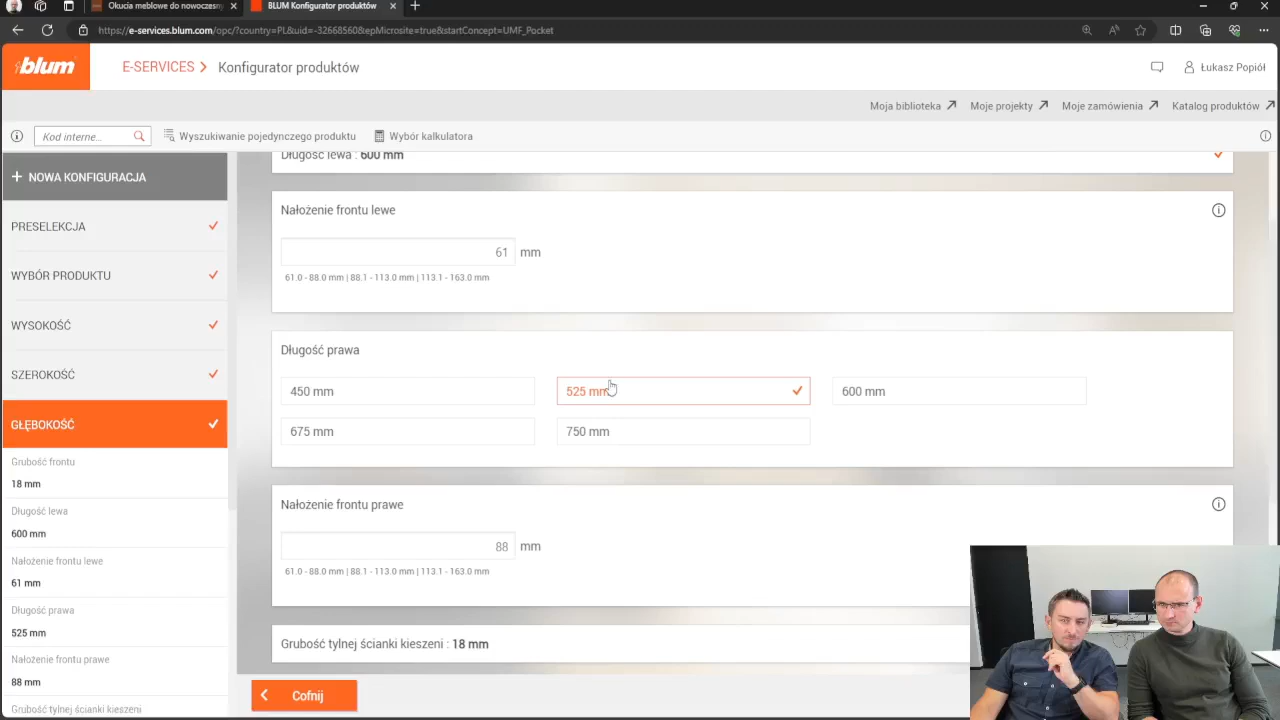 Okucia meblowe do nowoczesn
BLUM Konfigurator produktów
https://e-services.blum.com/opc/?country=PL&uid=-32668560&epMicrosite=true&startConcept=UMF_Pocket
blum
E-SERVICES
Konfigurator produktów
Łukasz Popiół
Moja biblioteka
Moje projekty
Moje zamówienia
Katalog produktów
Kod interne...
Wyszukiwanie pojedynczego produktu
Wybór kalkulatora
NOWA KONFIGURACJA
PRESELEKCJA
WYBÓR PRODUKTU
WYSOKOŚĆ
SZEROKOŚĆ
GŁĘBOKOŚĆ
Grubość frontu
18 mm
Długość lewa
600 mm
Nałożenie frontu lewe
61 mm
Długość prawa
525 mm
Nałożenie frontu prawe
88 mm
Grubość tylnej ścianki kieszeni
Długość lewa : 600 mm
Nałożenie frontu lewe
61 mm
61.0 - 88.0 mm | 88.1 - 113.0 mm | 113.1 - 163.0 mm
Długość prawa
450 mm
525 mm
600 mm
675 mm
750 mm
Nałożenie frontu prawe
88 mm
61.0 - 88.0 mm | 88.1 - 113.0 mm | 113.1 - 163.0 mm
Grubość tylnej ścianki kieszeni : 18 mm
Cofnij